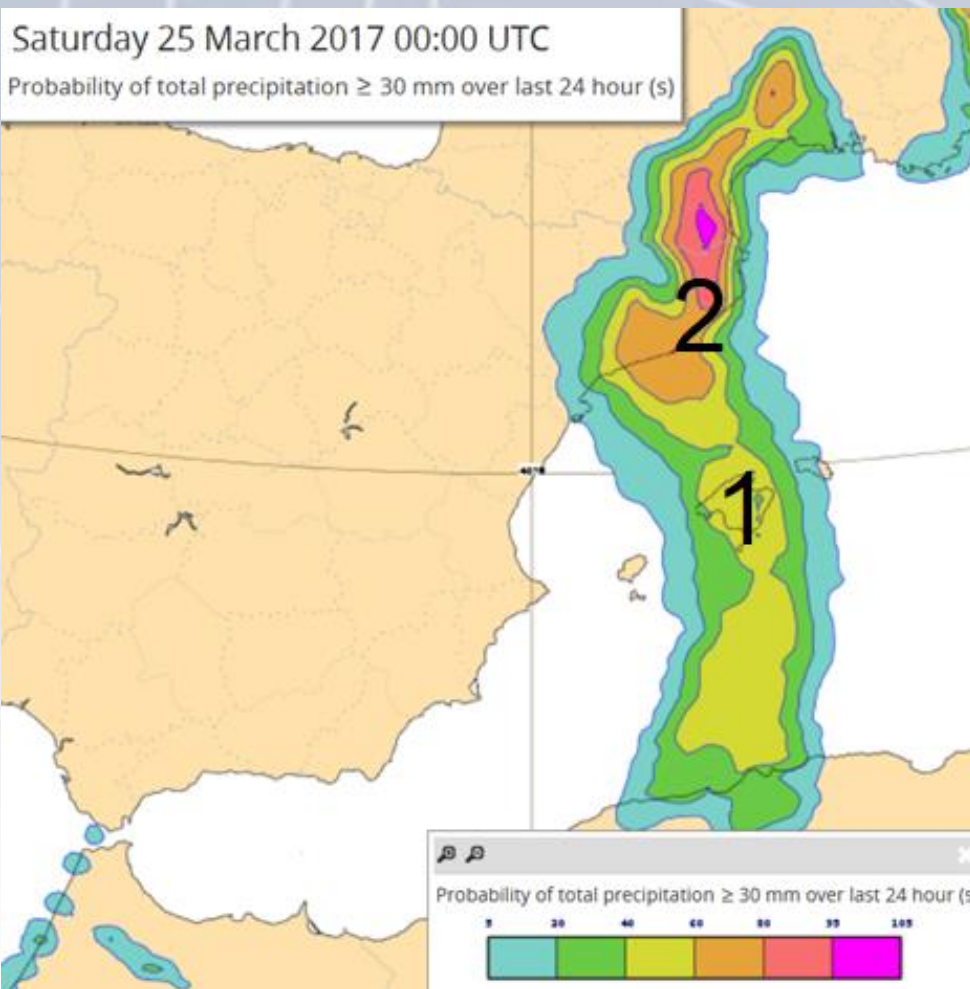 Saturday 25 March 2017 00:00 UTC
Probability of total precipitation ≥ 30 mm over last 24 hour (s)
2
1
Probability of total precipitation ≥ 30 mm over last 24 hour (s
5 20 40 60 80 95 105